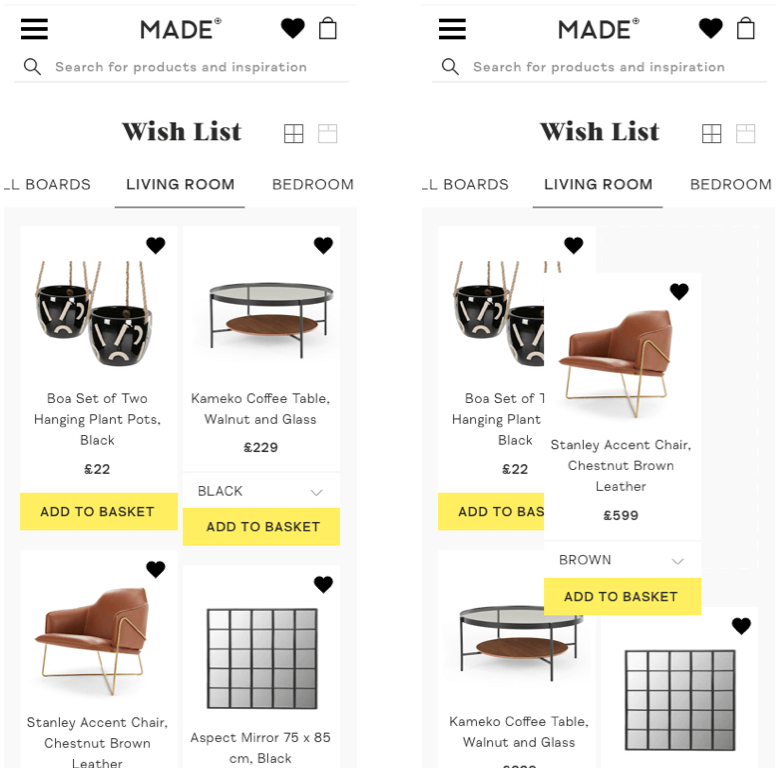 MADE®
Search for products and inspiration
Wish List
LL BOARDS LIVING ROOM BEDROOM
Boa Set of Two
Hanging Plant Pots,
Black
£22
ADD TO BASKET
Kameko Coffee Table,
Walnut and Glass
£229
BLACK
ADD TO BASKET
Stanley Accent Chair,
Chestnut Brown
Leather
Aspect Mirror 75 x 85
cm, Black
MADE®
Search for products and inspiration
Wish List
LL BOARDS LIVING ROOM BEDROOM
Boa Set of T
Hanging Plant
Black
£22
ADD TO BAS
Stanley Accent Chair,
Chestnut Brown
Leather
£599
BROWN
ADD TO BASKET
Kameko Coffee Table,
Walnut and Glass